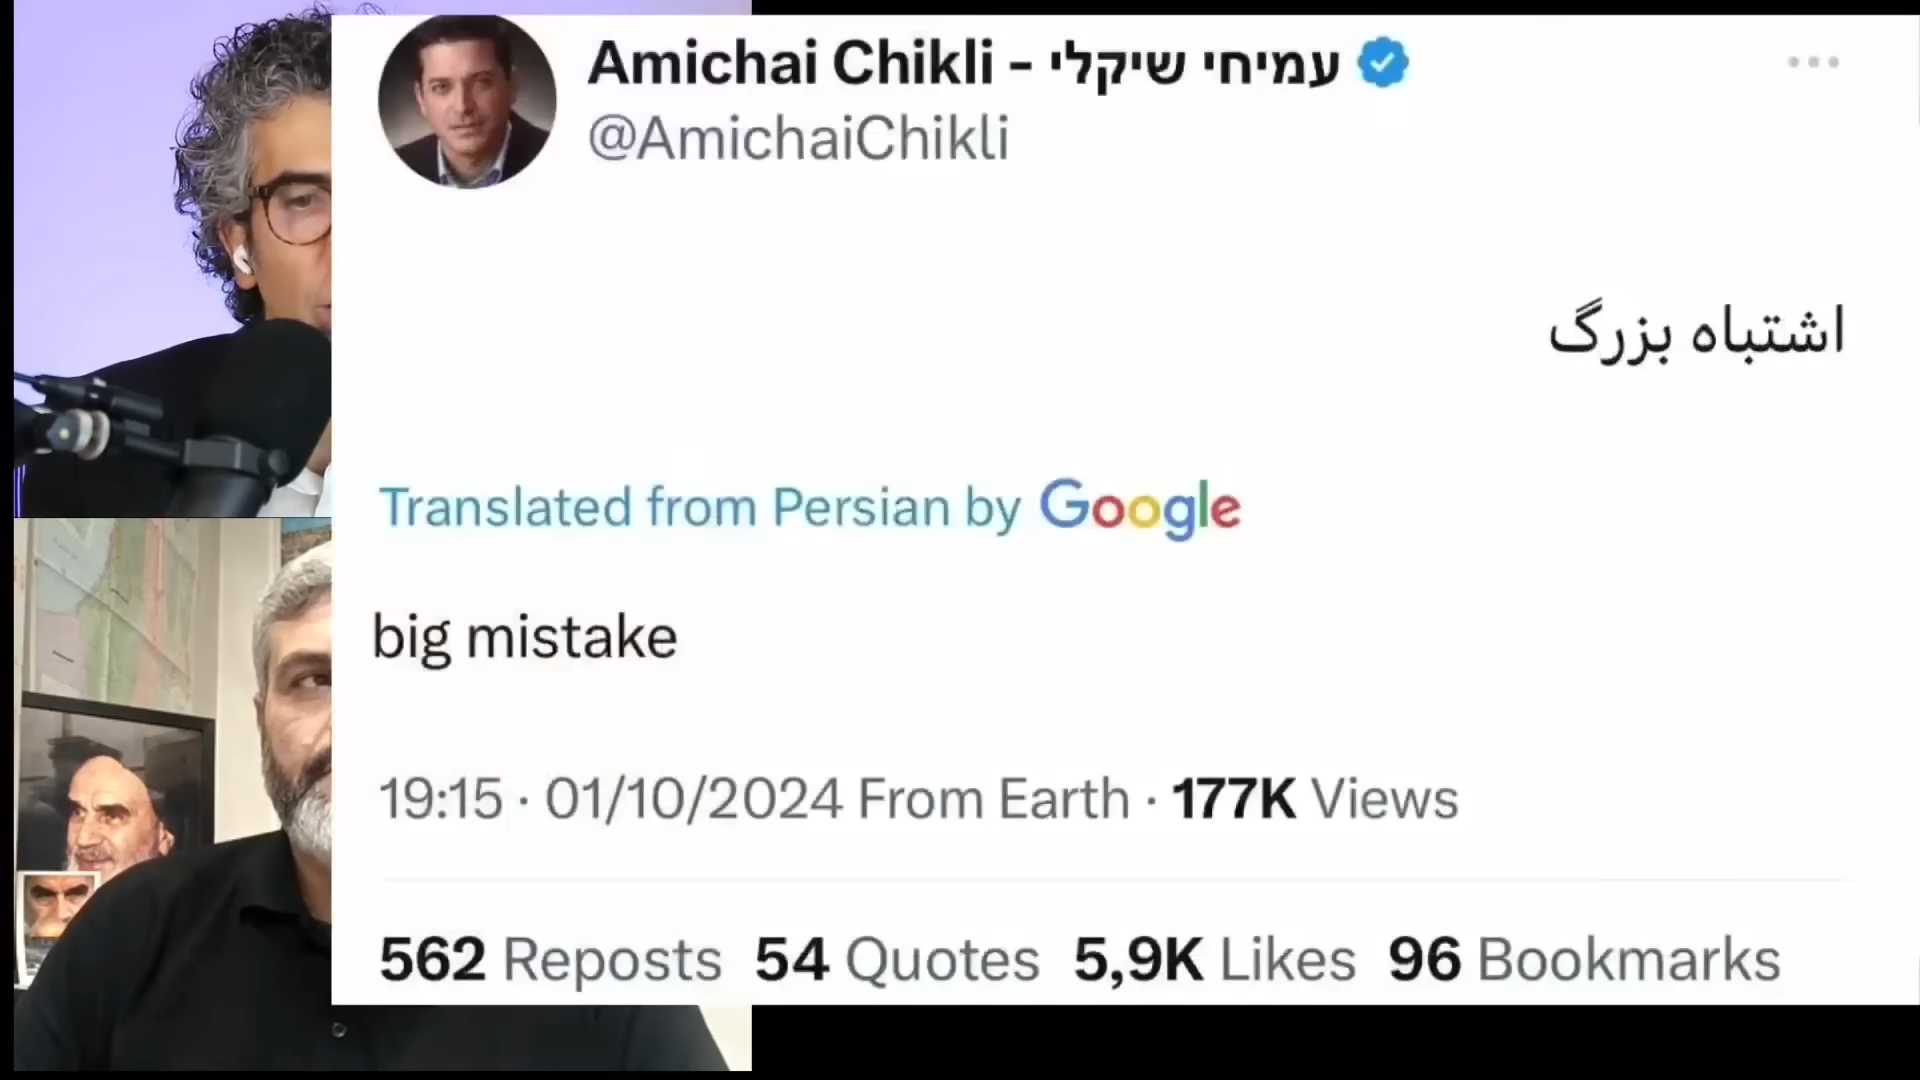 Amichai Chikli - עמיחי שיקלי
@AmichaiChikli
اشتباه بزرگ
Translated from Persian by Google
big mistake
19:15 · 01/10/2024 From Earth · 177K Views
562 Reposts 54 Quotes 5,9K Likes 96 Bookmarks